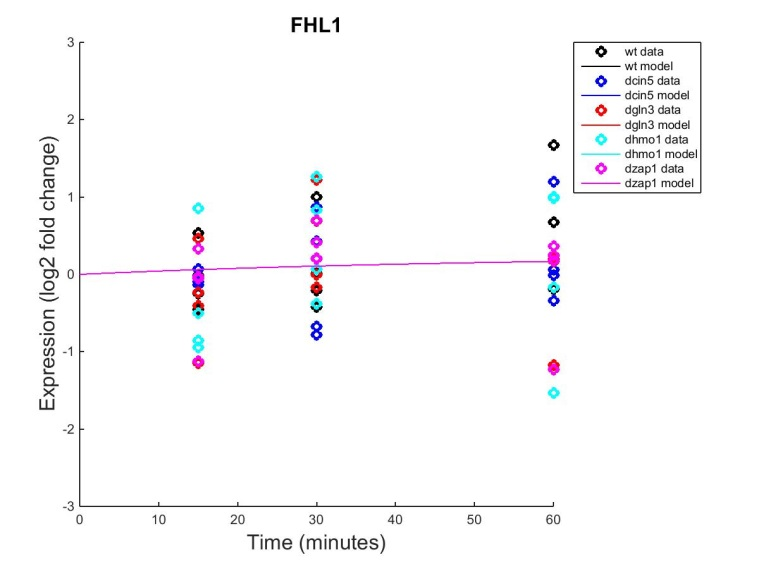 FHL1
3
2
1
0
-1
-2
-3
0 10 20 30 40 50 60
Expression (log2 fold change)
Time (minutes)
wt data
wt model
dcin5 data
dcin5 model
dgln3 data
dgln3 model
dhmo1 data
dhmo1 model
dzap1 data
dzap1 model